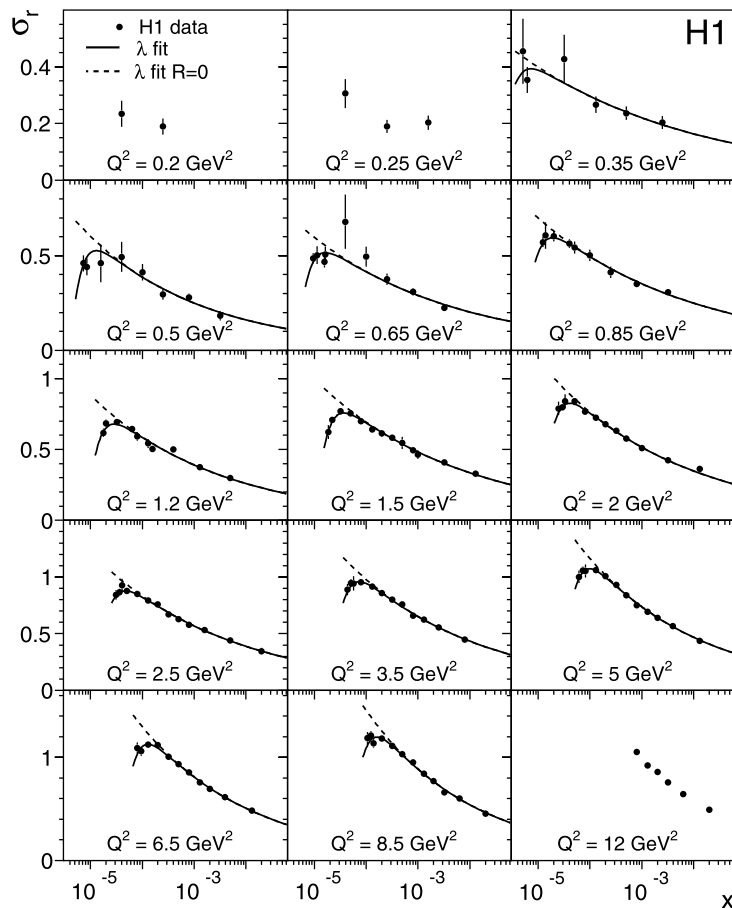 σr
H1 data
λ fit
λ fit R=0
H1
0.4
0.2
0
Q² = 0.2 GeV²
Q² = 0.25 GeV²
Q² = 0.35 GeV²
0.5
0
Q² = 0.5 GeV²
Q² = 0.65 GeV²
Q² = 0.85 GeV²
1
0.5
0
Q² = 1.2 GeV²
Q² = 1.5 GeV²
Q² = 2 GeV²
1
0.5
0
Q² = 2.5 GeV²
Q² = 3.5 GeV²
Q² = 5 GeV²
1
0
Q² = 6.5 GeV²
Q² = 8.5 GeV²
Q² = 12 GeV²
10⁻⁵ 10⁻³ 10⁻⁵ 10⁻³ 10⁻⁵ 10⁻³ x